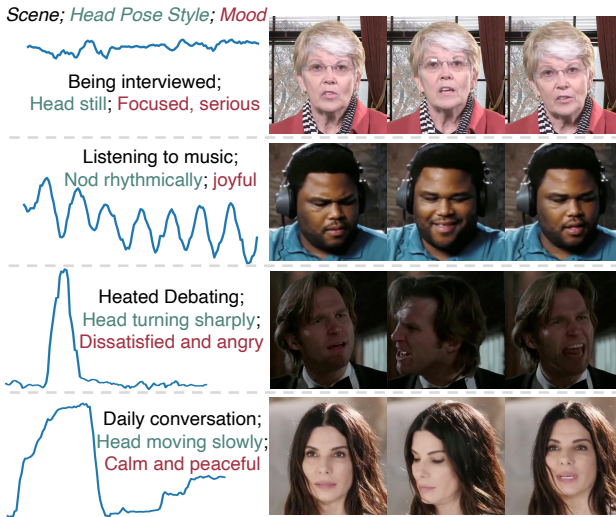 Scene; Head Pose Style; Mood
Being interviewed;
Head still; Focused, serious
Listening to music;
Nod rhythmically; joyful
Heated Debating;
Head turning sharply;
Dissatisfied and angry
Daily conversation;
Head moving slowly;
Calm and peaceful